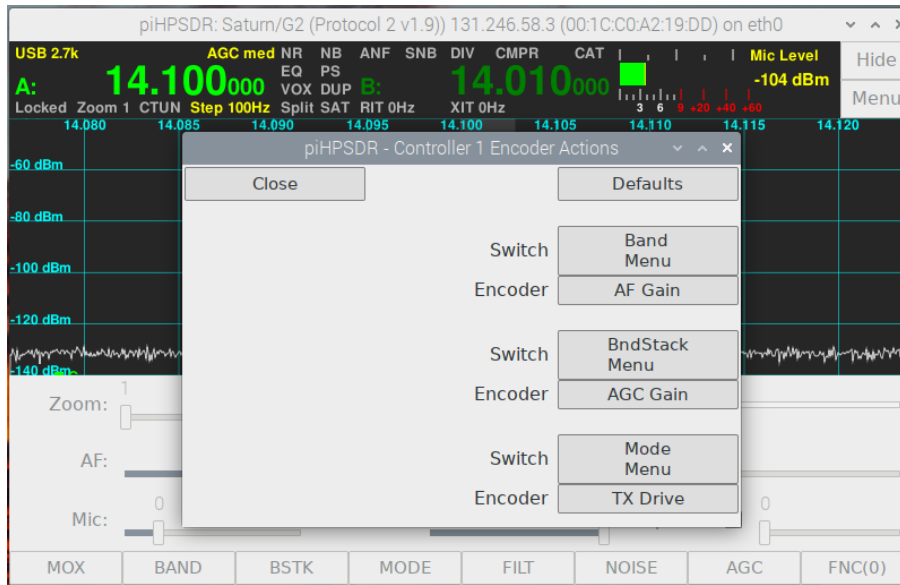 piHPSDR: Saturn/G2 (Protocol 2 v1.9)) 131.246.58.3 (00:1C:C0:A2:19:DD) on eth0
USB 2.7k AGC med NR NB ANF SNB DIV CMPR CAT Mic Level
EQ PS -104 dBm
A: 14.100000 VOX DUP B: 14.010000
Locked Zoom 1 CTUN Step 100Hz Split SAT RIT 0Hz XIT 0Hz 3 6 9 +20 +40 +60
Hide
Menu
14.080 14.085 14.090 14.095 14.100 14.105 14.110 14.115 14.120
piHPSDR - Controller 1 Encoder Actions
-60 dBm
-80 dBm
-100 dBm
-120 dBm
-140 dBm
Close Defaults
Switch Band
Menu
Encoder AF Gain
Switch BndStack
Menu
Encoder AGC Gain
Switch Mode
Menu
Encoder TX Drive
Zoom: 1
AF:
Mic: 0 0
MOX BAND BSTK MODE FILT NOISE AGC FNC(0)